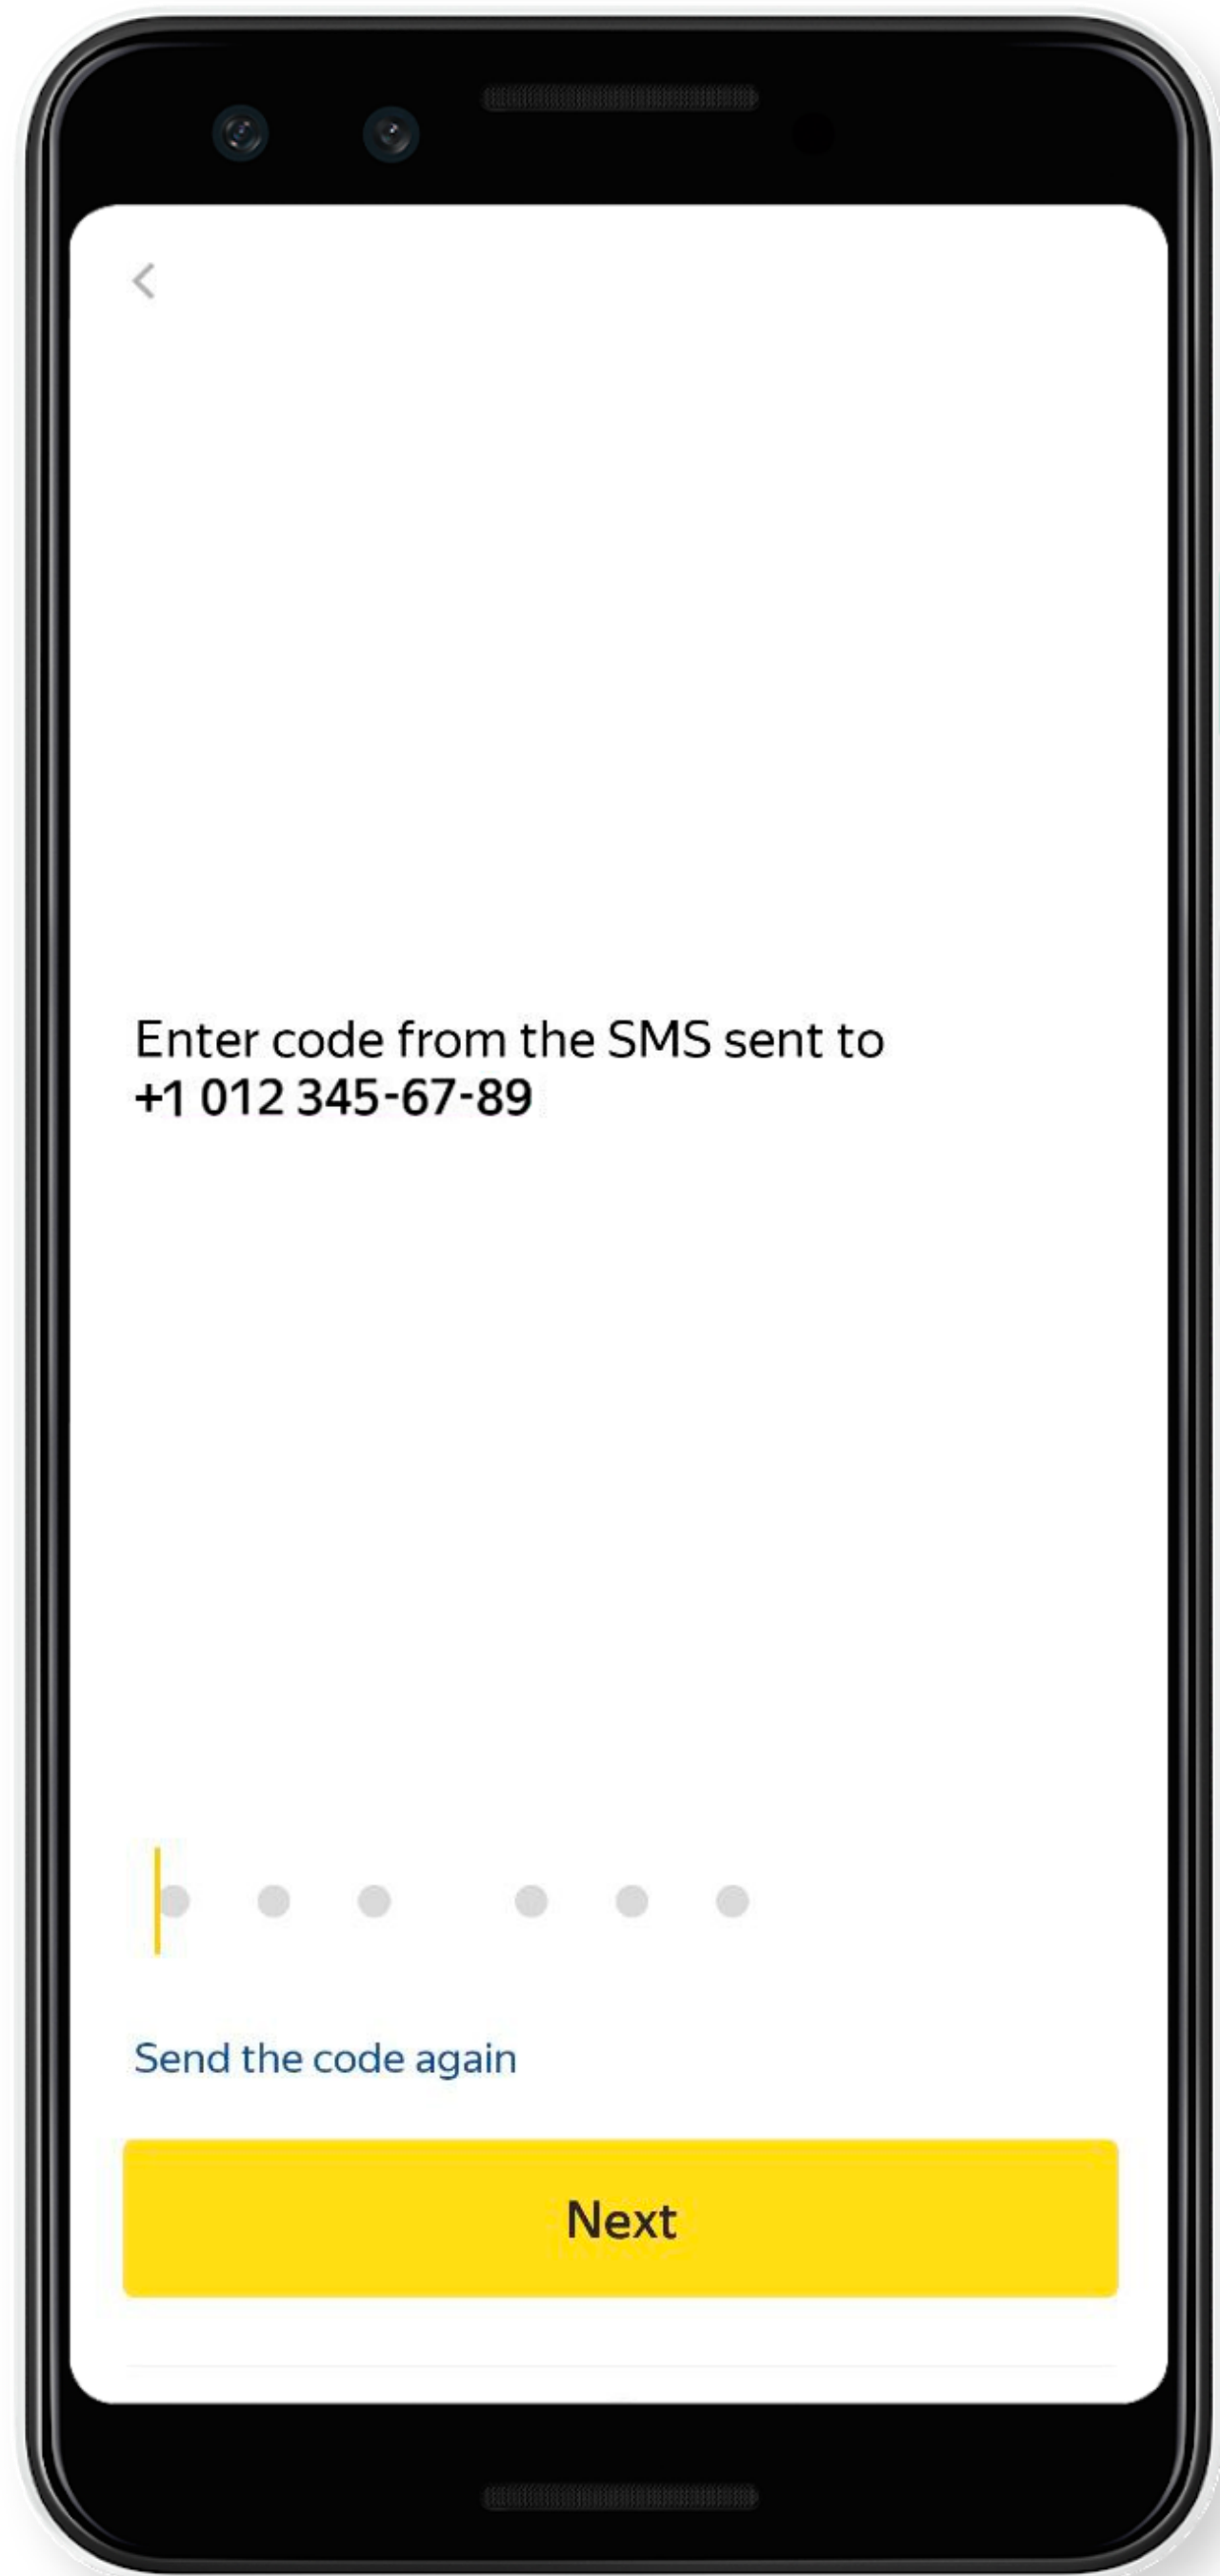 Enter code from the SMS sent to
+1 012 345-67-89
Send the code again
Next